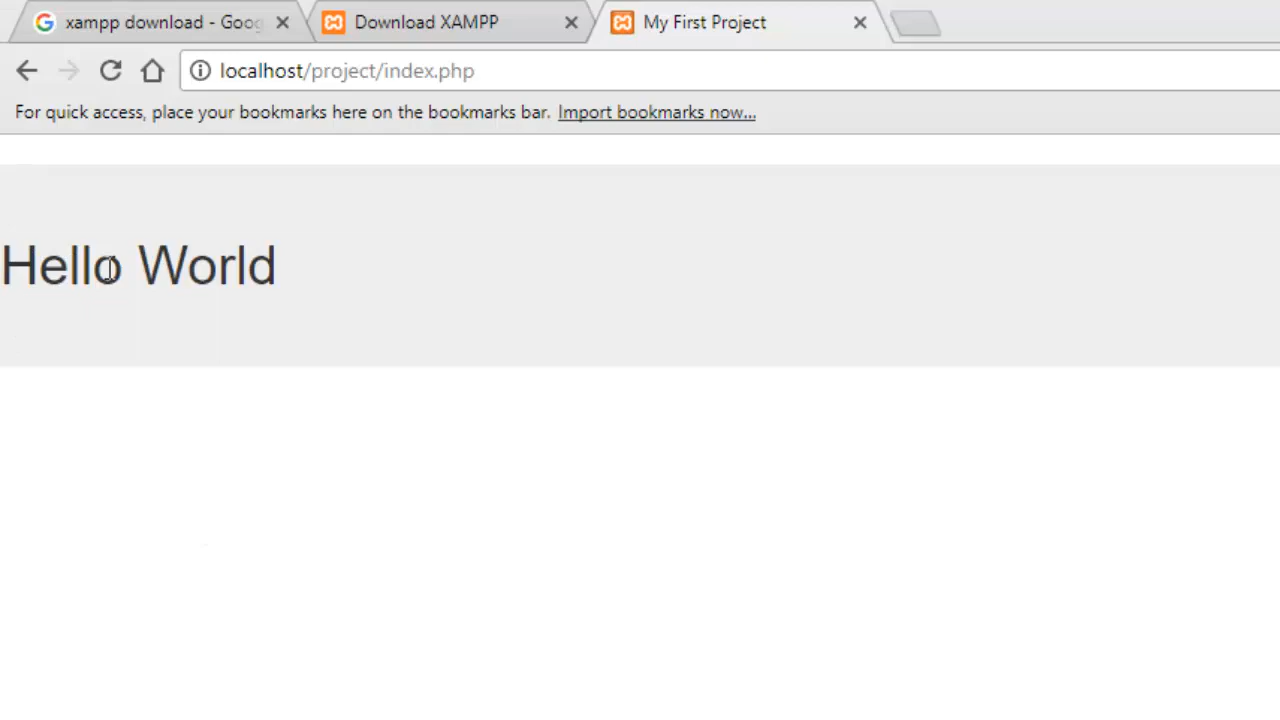 xampp download - Goog
Download XAMPP
My First Project
localhost/project/index.php
For quick access, place your bookmarks here on the bookmarks bar. Import bookmarks now...
Hello World